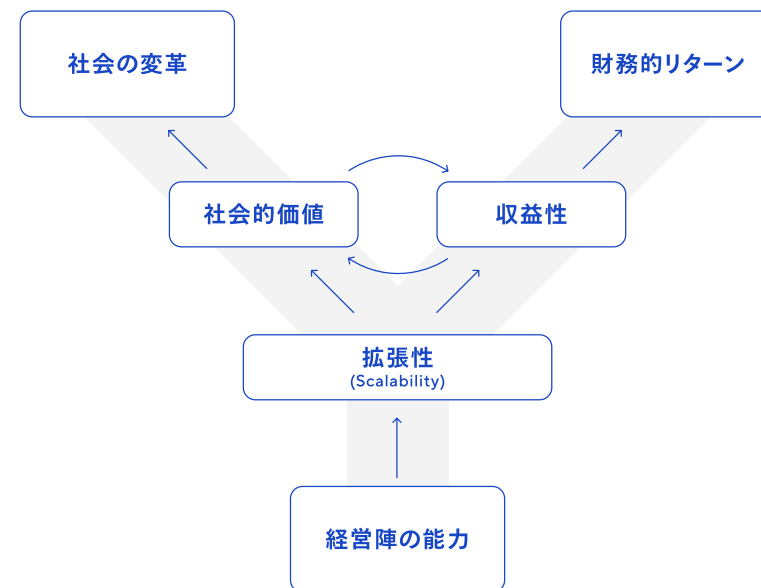 社会の変革
財務的リターン
社会的価値
収益性
拡張性
(Scalability)
経営陣の能力